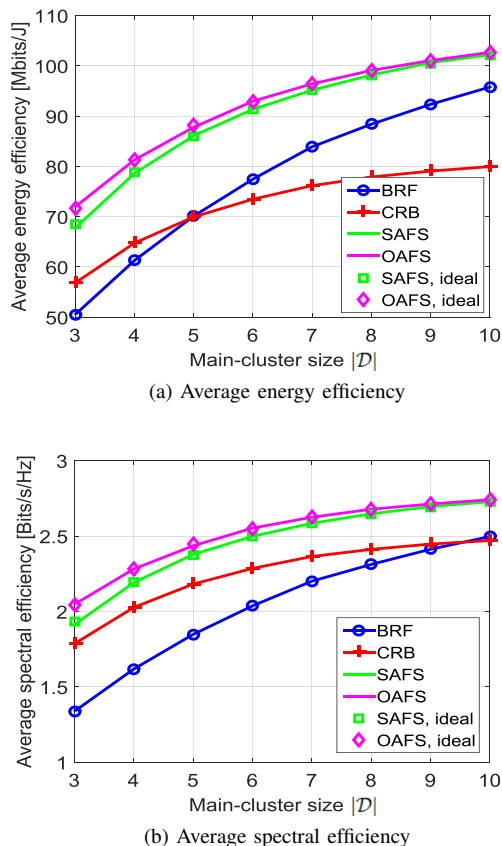 110
100
90
80
70
60
50
Average energy efficiency [Mbits/J]
BRF
CRB
SAFS
OAFS
SAFS, ideal
OAFS, ideal
3 4 5 6 7 8 9 10
Main-cluster size |𝒟|
(a) Average energy efficiency
3
2.5
2
1.5
1
Average spectral efficiency [Bits/s/Hz]
BRF
CRB
SAFS
OAFS
SAFS, ideal
OAFS, ideal
3 4 5 6 7 8 9 10
Main-cluster size |𝒟|
(b) Average spectral efficiency